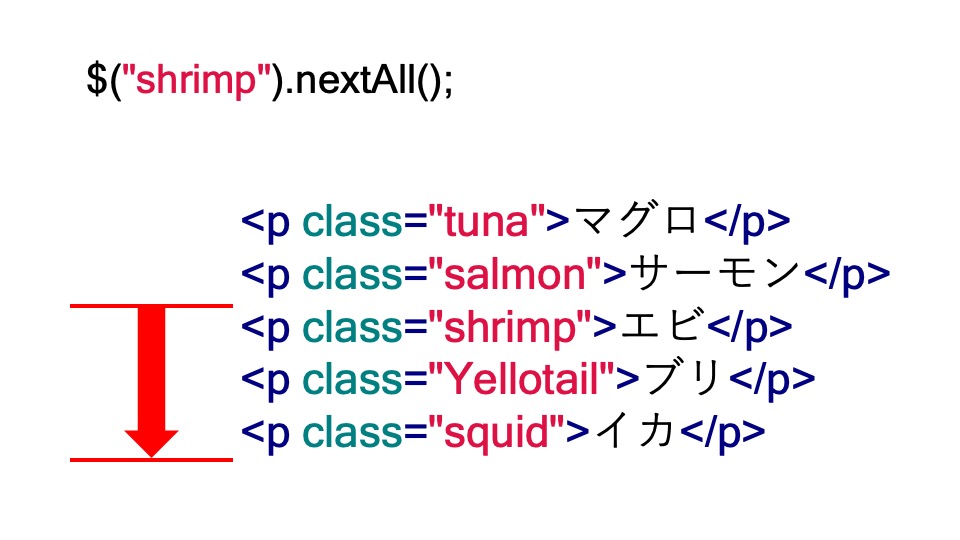 $("shrimp").nextAll();
<p class="tuna">マグロ</p>
<p class="salmon">サーモン</p>
<p class="shrimp">エビ</p>
<p class="Yellotail">ブリ</p>
<p class="squid">イカ</p>